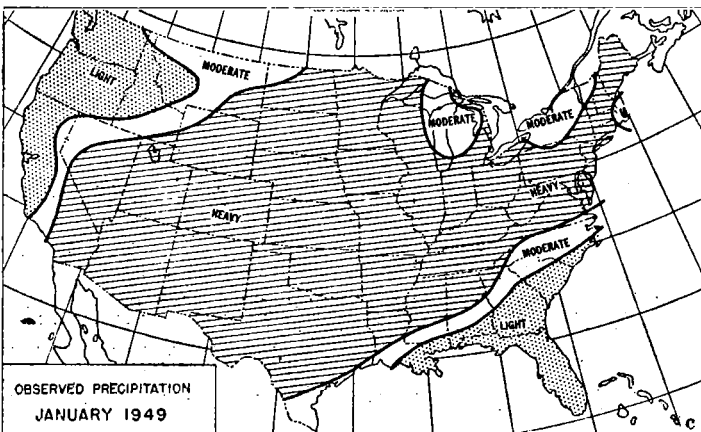 LIGHT
MODERATE
MODERATE
MODERATE
M
HEAVY
HEAVY
MODERATE
LIGHT
OBSERVED PRECIPITATION
JANUARY 1949
C